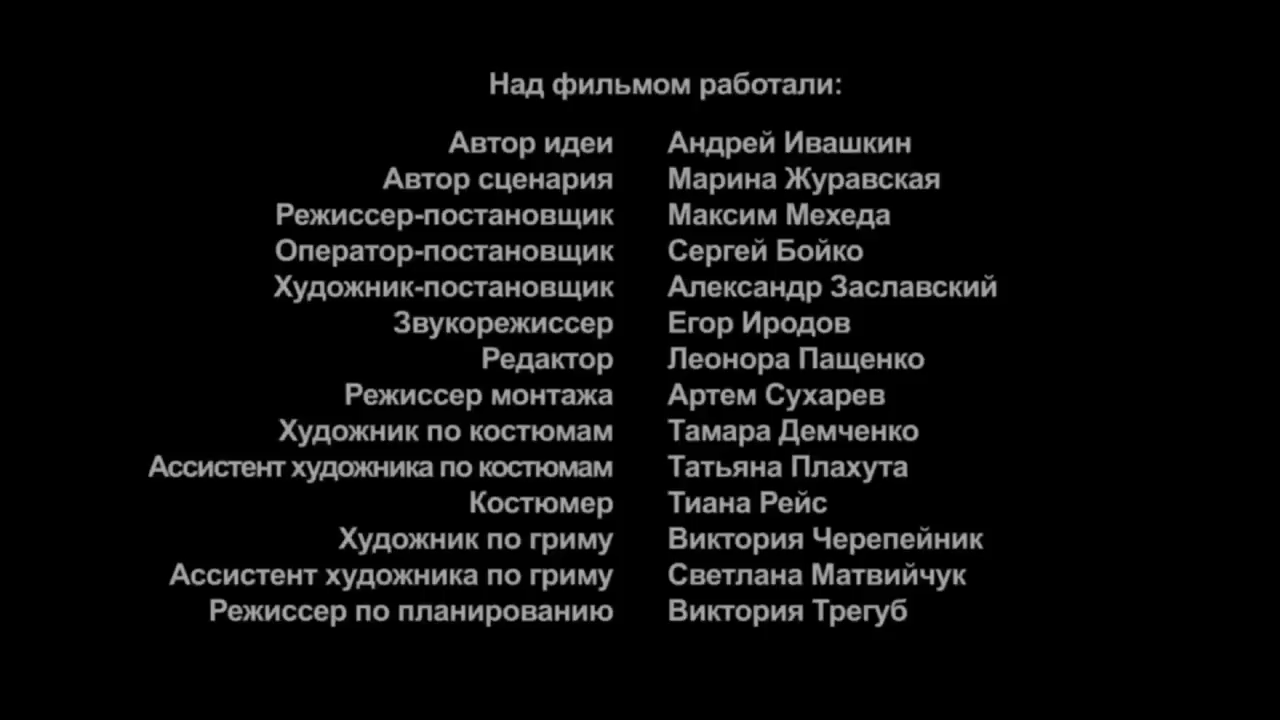 Над фильмом работали:
Автор идеи Андрей Ивашкин
Автор сценария Марина Журавская
Режиссер-постановщик Максим Мехеда
Оператор-постановщик Сергей Бойко
Художник-постановщик Александр Заславский
Звукорежиссер Егор Иродов
Редактор Леонора Пащенко
Режиссер монтажа Артем Сухарев
Художник по костюмам Тамара Демченко
Ассистент художника по костюмам Татьяна Плахута
Костюмер Тиана Рейс
Художник по гриму Виктория Черепейник
Ассистент художника по гриму Светлана Матвийчук
Режиссер по планированию Виктория Трегуб